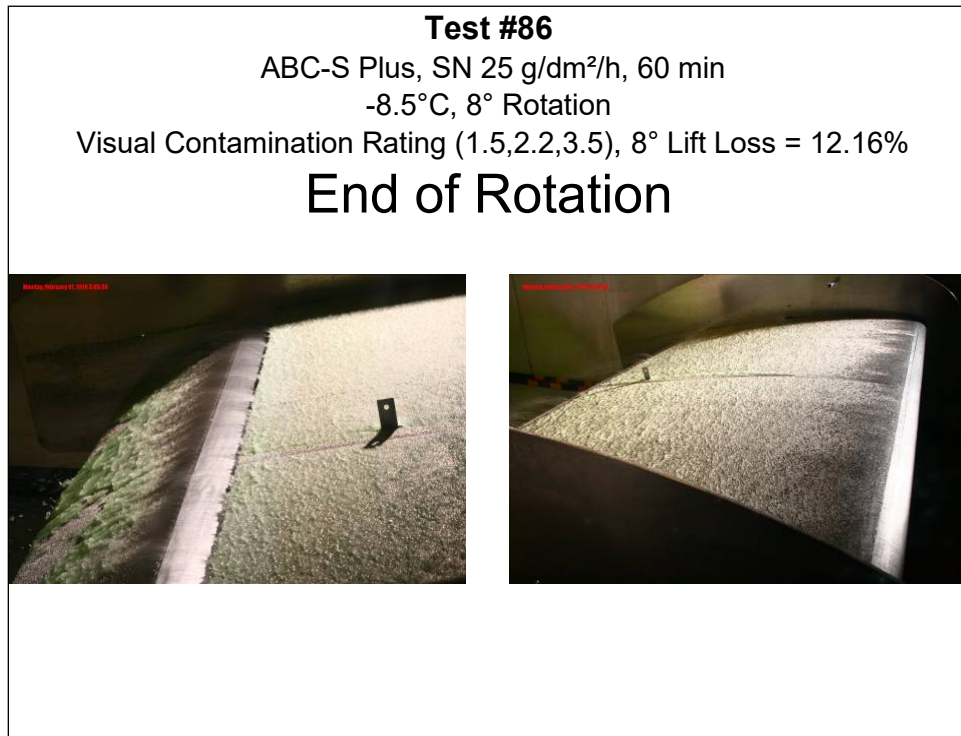 Test #86
ABC-S Plus, SN 25 g/dm²/h, 60 min
-8.5°C, 8° Rotation
Visual Contamination Rating (1.5,2.2,3.5), 8° Lift Loss = 12.16%
End of Rotation